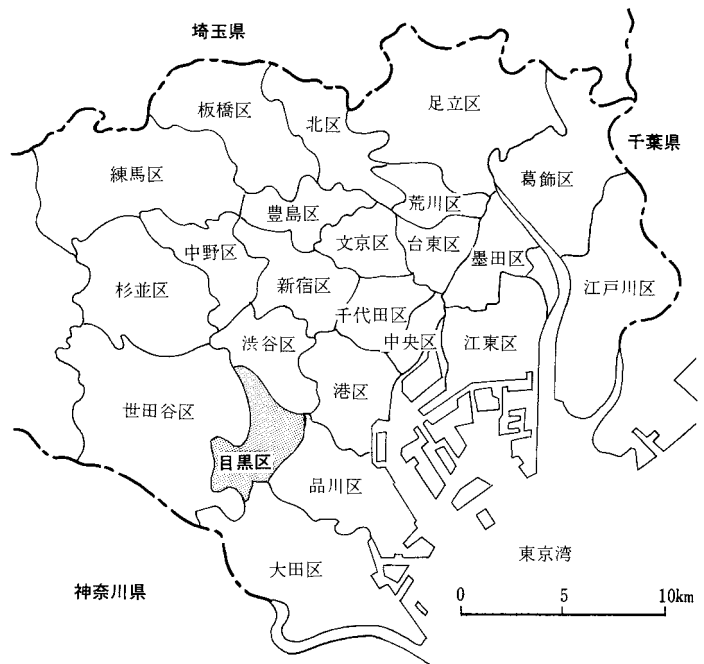 埼玉県
板橋区
北区
足立区
千葉県
練馬区
葛飾区
豊島区
荒川区
中野区
文京区
台東区
墨田区
杉並区
新宿区
江戸川区
千代田区
渋谷区
中央区
江東区
世田谷区
港区
目黒区
品川区
東京湾
大田区
神奈川県
0 5 10km